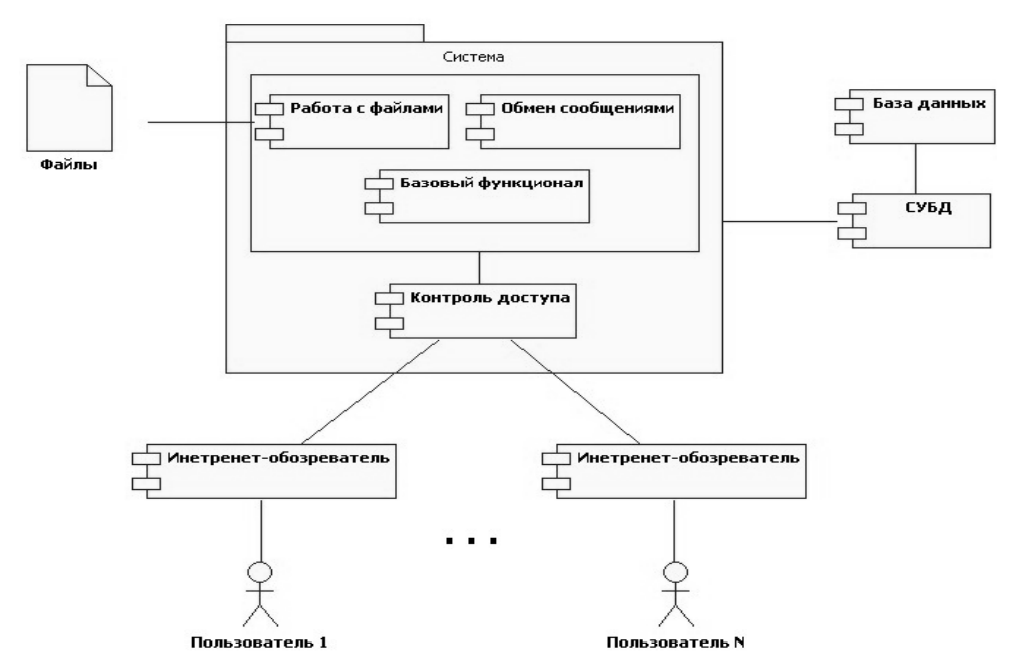 Система
Работа с файлами
Обмен сообщениями
База данных
Файлы
Базовый функционал
СУБД
Контроль доступа
Инетренет-обозреватель
Инетренет-обозреватель
...
Пользователь 1
Пользователь N